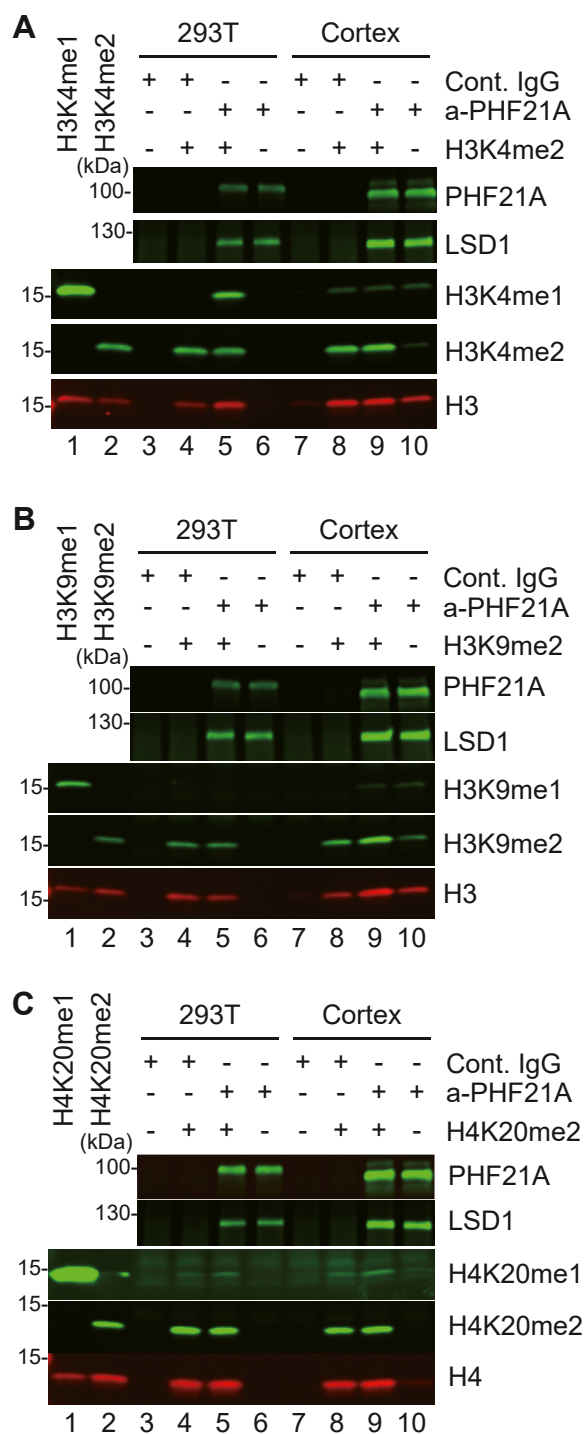 A
H3K4me1
H3K4me2
293T
Cortex
+ + - - + + - - Cont. IgG
- - + + - - + + a-PHF21A
- + + - - + + - H3K4me2
(kDa)
100- PHF21A
130- LSD1
15- H3K4me1
15- H3K4me2
15- H3
1 2 3 4 5 6 7 8 9 10
B
H3K9me1
H3K9me2
293T
Cortex
+ + - - + + - - Cont. IgG
- - + + - - + + a-PHF21A
- + + - - + + - H3K9me2
(kDa)
100- PHF21A
130- LSD1
15- H3K9me1
15- H3K9me2
15- H3
1 2 3 4 5 6 7 8 9 10
C
H4K20me1
H4K20me2
293T
Cortex
+ + - - + + - - Cont. IgG
- - + + - - + + a-PHF21A
- + + - - + + - H4K20me2
(kDa)
100- PHF21A
130- LSD1
15- H4K20me1
15- H4K20me2
15- H4
1 2 3 4 5 6 7 8 9 10